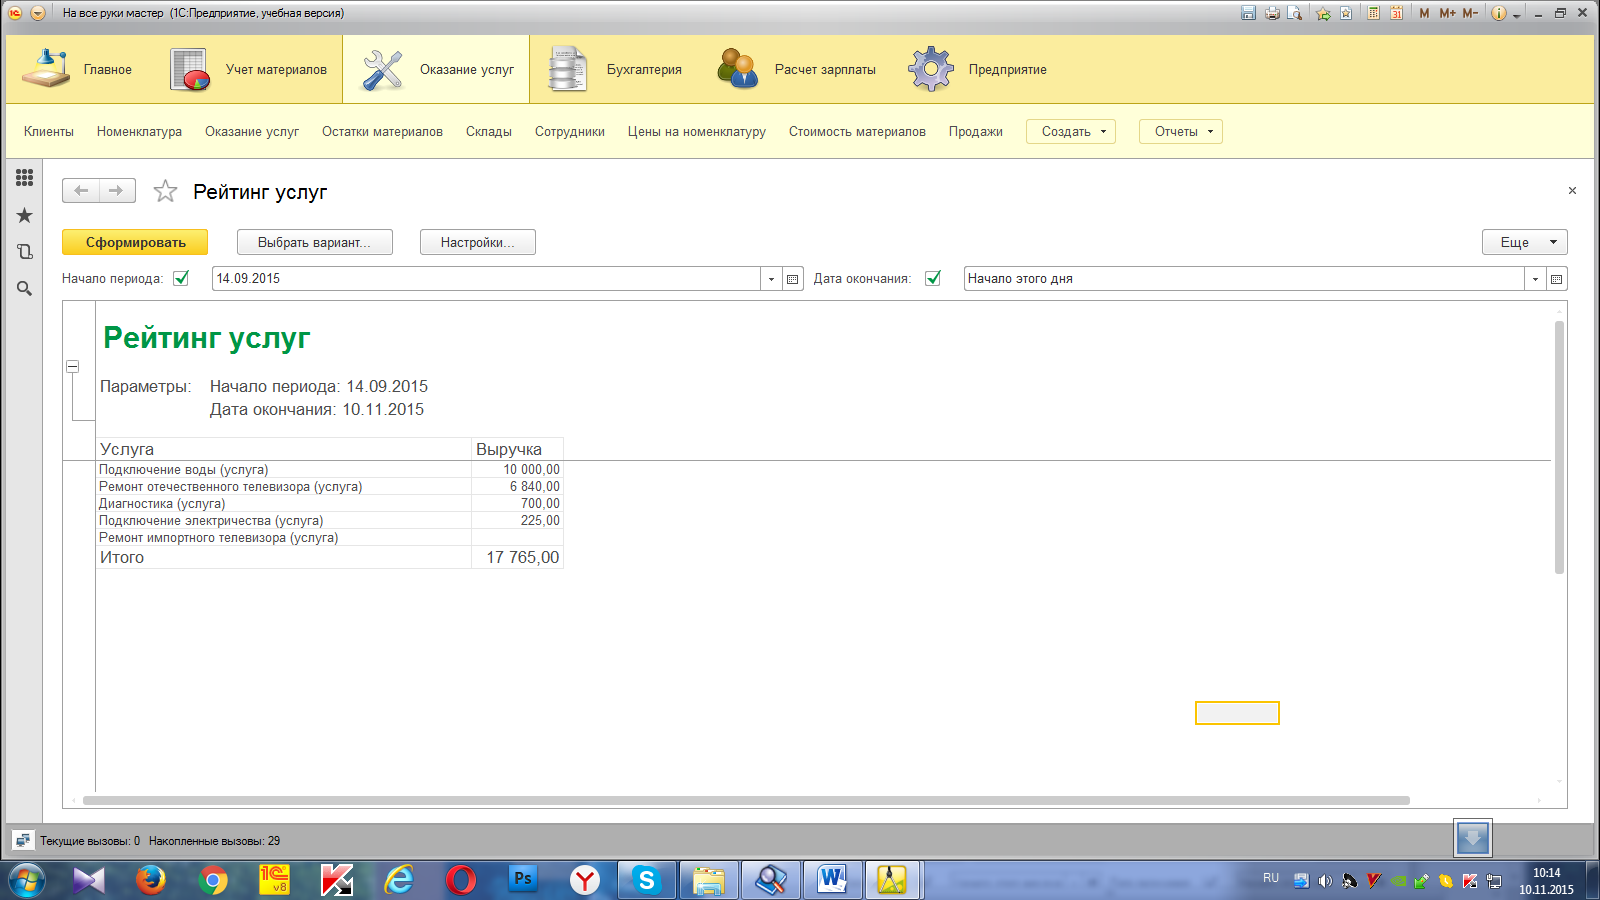 На все руки мастер (1С:Предприятие, учебная версия)
M M+ M-
Главное Учет материалов Оказание услуг Бухгалтерия Расчет зарплаты Предприятие
Клиенты Номенклатура Оказание услуг Остатки материалов Склады Сотрудники Цены на номенклатуру Стоимость материалов Продажи Создать Отчеты
Рейтинг услуг
Сформировать Выбрать вариант... Настройки... Еще
Начало периода: 14.09.2015 Дата окончания: Начало этого дня
Рейтинг услуг
Параметры: Начало периода: 14.09.2015
Дата окончания: 10.11.2015
Услуга Выручка
Подключение воды (услуга) 10 000,00
Ремонт отечественного телевизора (услуга) 6 840,00
Диагностика (услуга) 700,00
Подключение электричества (услуга) 225,00
Ремонт импортного телевизора (услуга)
Итого 17 765,00
Текущие вызовы: 0 Накопленные вызовы: 29
RU 10:14
10.11.2015